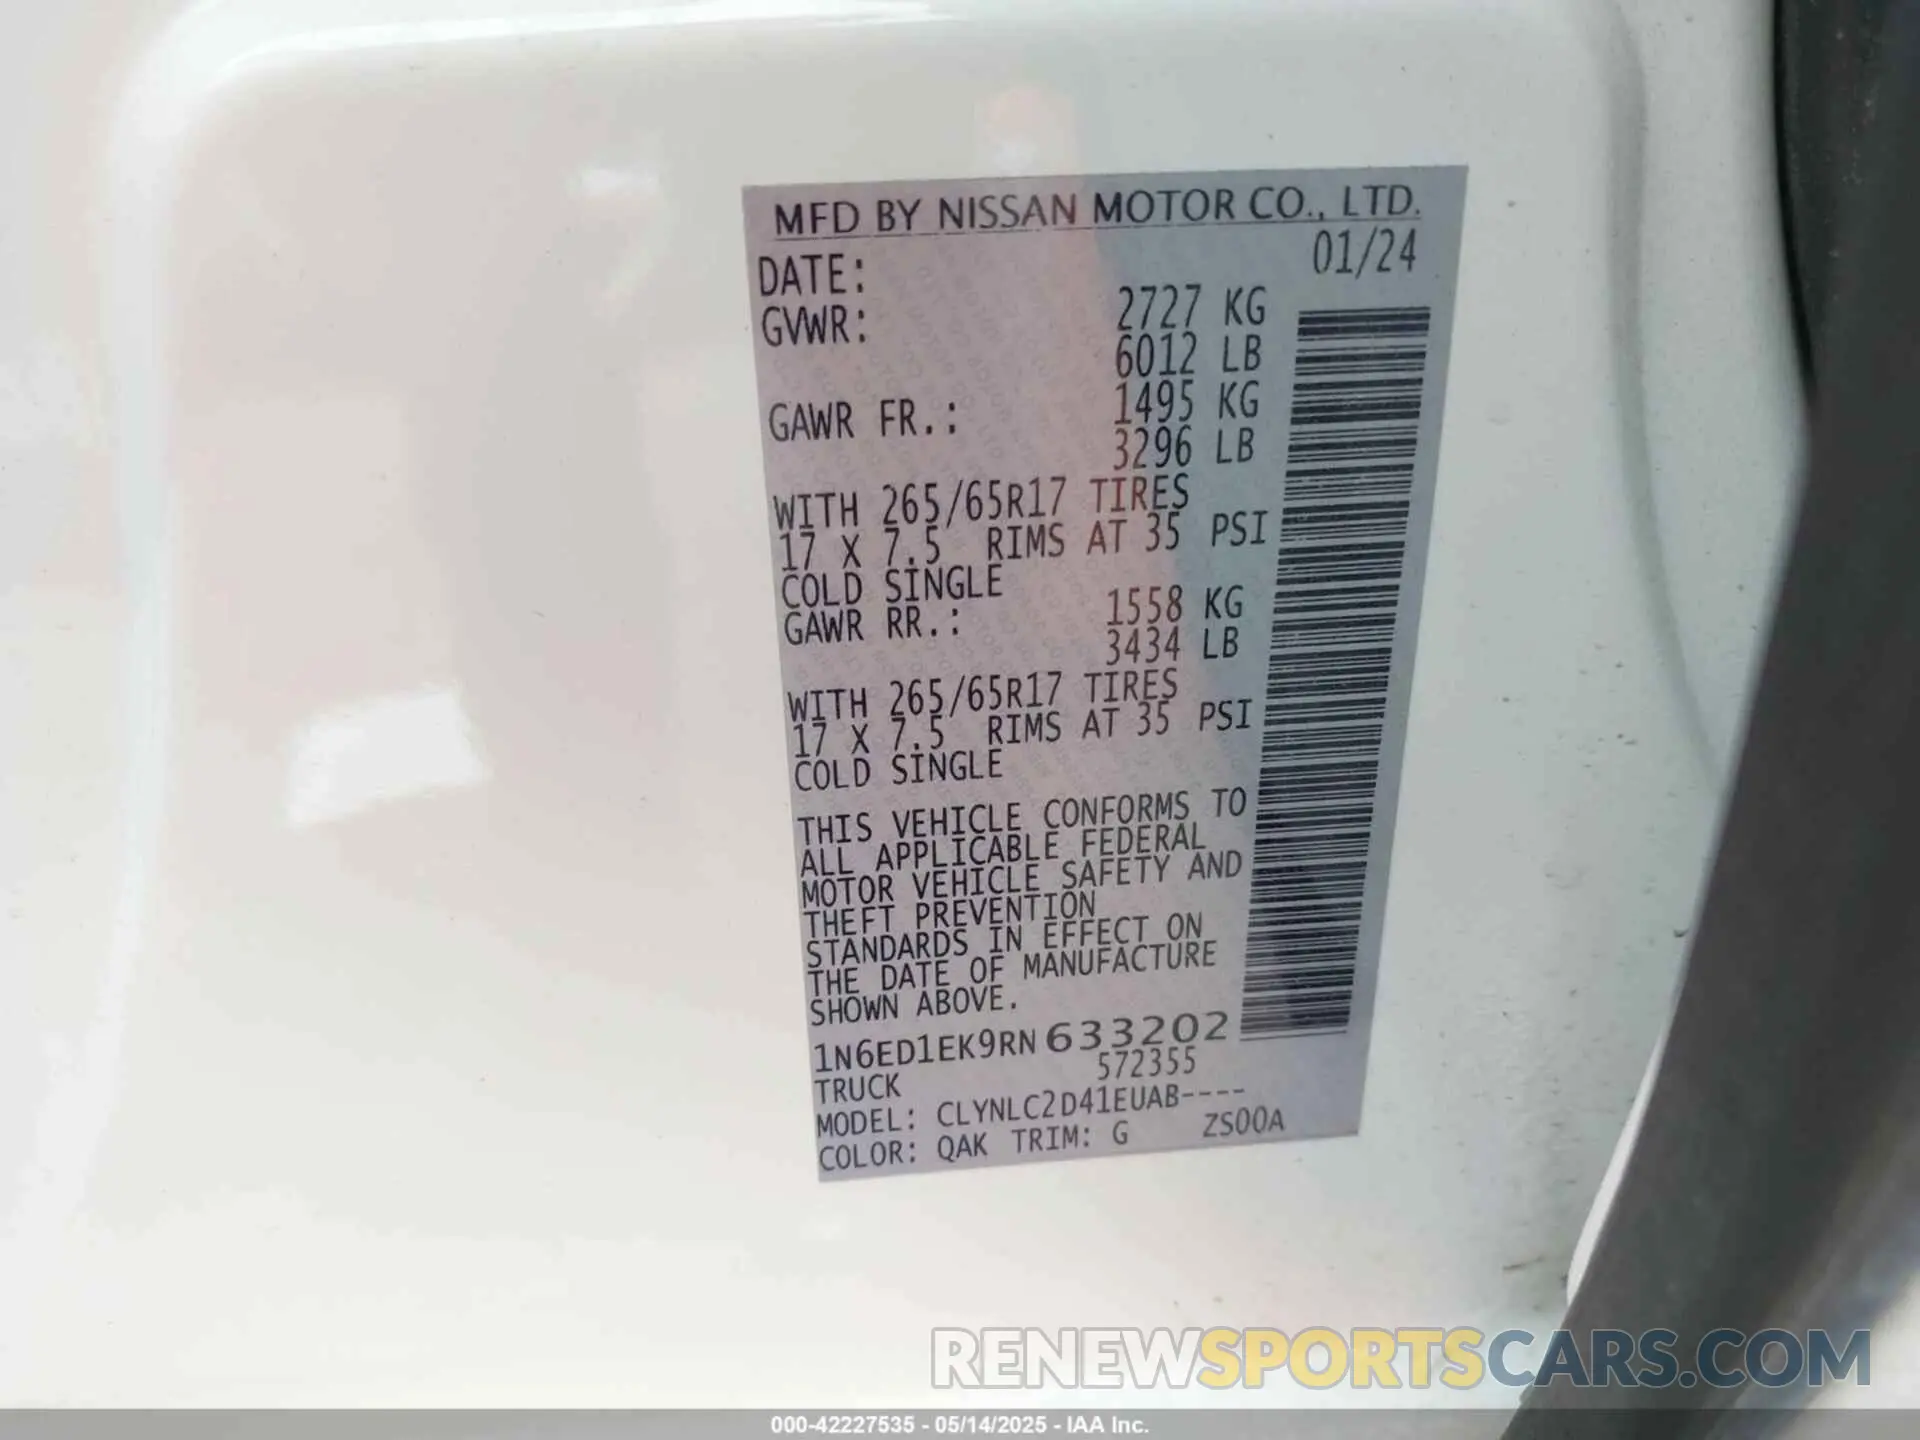 MFD BY NISSAN MOTOR CO., LTD.
DATE: 01/24
GVWR: 2727 KG
6012 LB
GAWR FR.: 1495 KG
3296 LB
WITH 265/65R17 TIRES
17 X 7.5 RIMS AT 35 PSI
COLD SINGLE
GAWR RR.: 1558 KG
3434 LB
WITH 265/65R17 TIRES
17 X 7.5 RIMS AT 35 PSI
COLD SINGLE
THIS VEHICLE CONFORMS TO
ALL APPLICABLE FEDERAL
MOTOR VEHICLE SAFETY AND
THEFT PREVENTION
STANDARDS IN EFFECT ON
THE DATE OF MANUFACTURE
SHOWN ABOVE.
1N6ED1EK9RN633202
TRUCK 572355
MODEL: CLYNLC2D41EUAB----
COLOR: QAK TRIM: G ZS00A
RENEWSPORTSCARS.COM
000-42227535 - 05/14/2025 - IAA Inc.